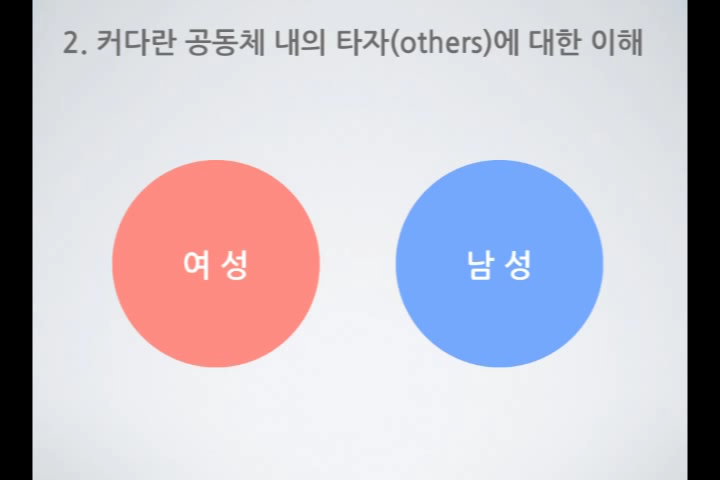 2. 커다란 공동체 내의 타자(others)에 대한 이해
여 성
남 성